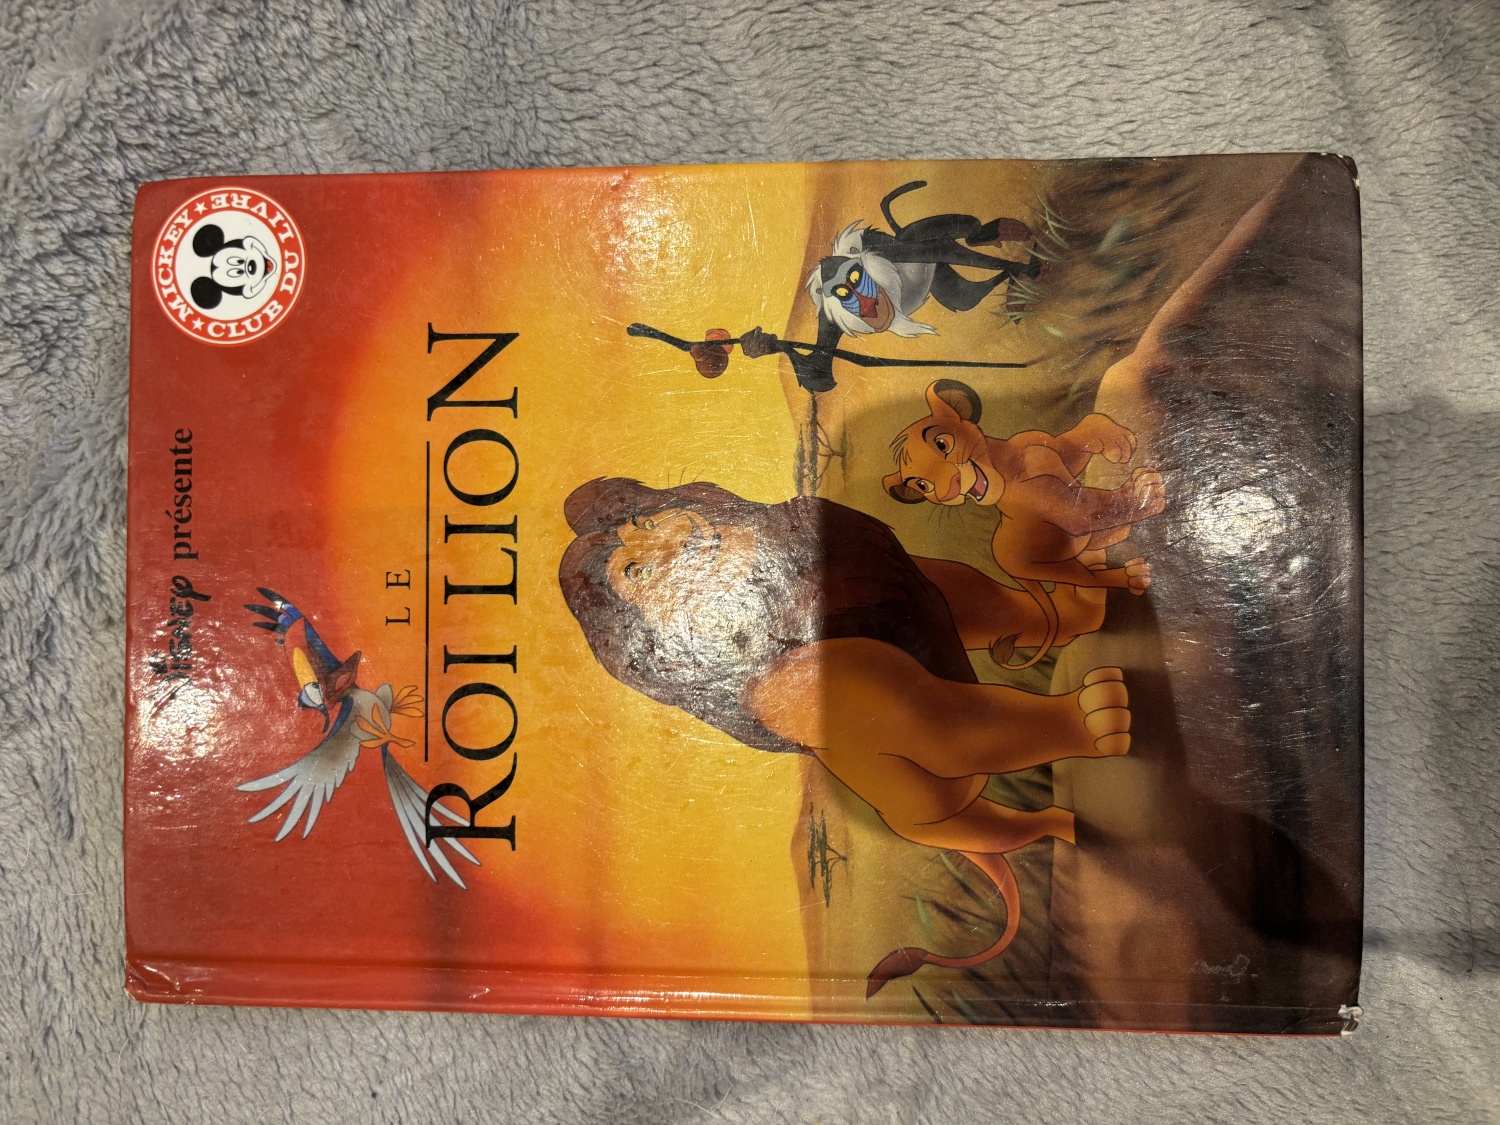 MICKEY
CLUB DU LIVRE
Disney présente
LE
ROI LION